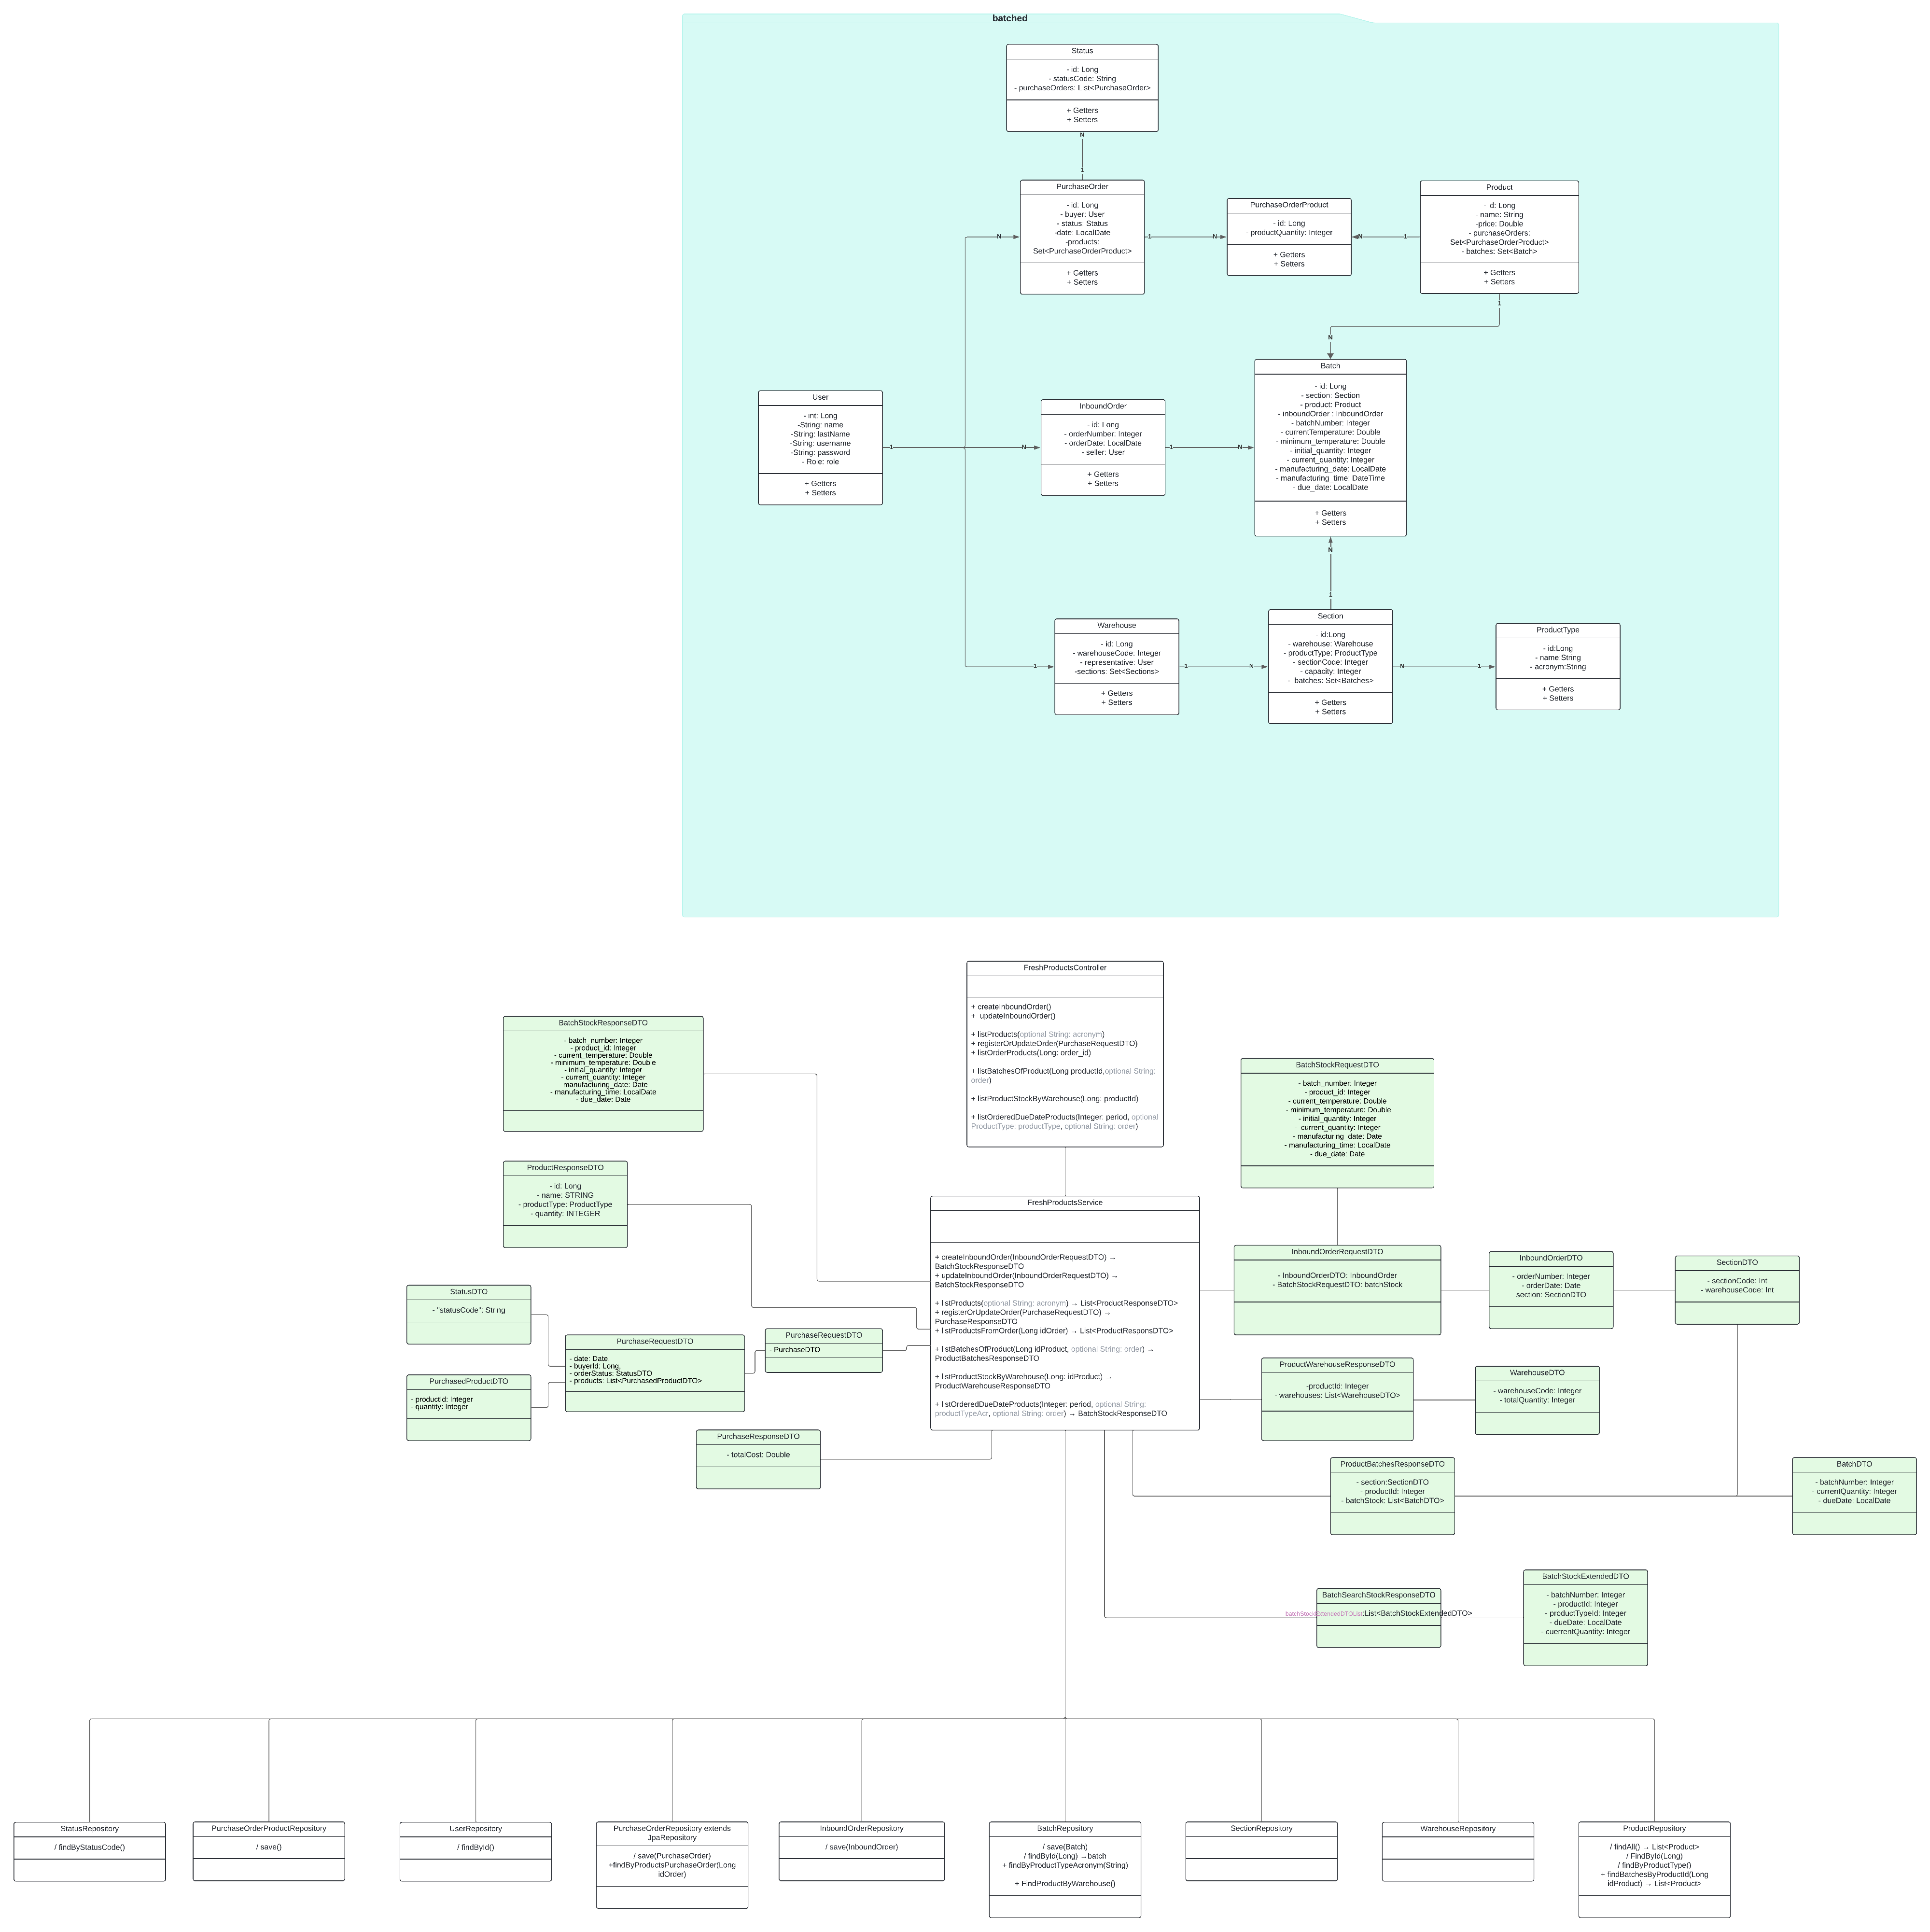 batched
Status
- id: Long
- statusCode: String
- purchaseOrders: List<PurchaseOrder>
+ Getters
+ Setters
N
1
PurchaseOrder
- id: Long
- buyer: User
- status: Status
-date: LocalDate
-products:
Set<PurchaseOrderProduct>
+ Getters
+ Setters
N
1
N
PurchaseOrderProduct
- id: Long
- productQuantity: Integer
+ Getters
+ Setters
N
1
Product
- id: Long
- name: String
-price: Double
- purchaseOrders:
Set<PurchaseOrderProduct>
- batches: Set<Batch>
+ Getters
+ Setters
1
N
User
- int: Long
-String: name
-String: lastName
-String: username
-String: password
- Role: role
+ Getters
+ Setters
1
N
InboundOrder
- id: Long
- orderNumber: Integer
- orderDate: LocalDate
- seller: User
+ Getters
+ Setters
1
N
Batch
- id: Long
- section: Section
- product: Product
- inboundOrder : InboundOrder
- batchNumber: Integer
- currentTemperature: Double
- minimum_temperature: Double
- initial_quantity: Integer
- current_quantity: Integer
- manufacturing_date: LocalDate
- manufacturing_time: DateTime
- due_date: LocalDate
+ Getters
+ Setters
N
1
1
Warehouse
- id: Long
- warehouseCode: Integer
- representative: User
-sections: Set<Sections>
+ Getters
+ Setters
1
N
Section
- id:Long
- warehouse: Warehouse
- productType: ProductType
- sectionCode: Integer
- capacity: Integer
- batches: Set<Batches>
+ Getters
+ Setters
N
1
ProductType
- id:Long
- name:String
- acronym:String
+ Getters
+ Setters
FreshProductsController
+ createInboundOrder()
+ updateInboundOrder()
+ listProducts(optional String: acronym)
+ registerOrUpdateOrder(PurchaseRequestDTO)
+ listOrderProducts(Long: order_id)
+ listBatchesOfProduct(Long productId,optional String:
order)
+ listProductStockByWarehouse(Long: productId)
+ listOrderedDueDateProducts(Integer: period, optional
ProductType: productType, optional String: order)
BatchStockResponseDTO
- batch_number: Integer
- product_id: Integer
- current_temperature: Double
- minimum_temperature: Double
- initial_quantity: Integer
- current_quantity: Integer
- manufacturing_date: Date
- manufacturing_time: LocalDate
- due_date: Date
BatchStockRequestDTO
- batch_number: Integer
- product_id: Integer
- current_temperature: Double
- minimum_temperature: Double
- initial_quantity: Integer
- current_quantity: Integer
- manufacturing_date: Date
- manufacturing_time: LocalDate
- due_date: Date
ProductResponseDTO
- id: Long
- name: STRING
- productType: ProductType
- quantity: INTEGER
FreshProductsService
+ createInboundOrder(InboundOrderRequestDTO) →
BatchStockResponseDTO
+ updateInboundOrder(InboundOrderRequestDTO) →
BatchStockResponseDTO
+ listProducts(optional String: acronym) → List<ProductResponseDTO>
+ registerOrUpdateOrder(PurchaseRequestDTO) →
PurchaseResponseDTO
+ listProductsFromOrder(Long idOrder) → List<ProductResponsDTO>
+ listBatchesOfProduct(Long idProduct, optional String: order) →
ProductBatchesResponseDTO
+ listProductStockByWarehouse(Long: idProduct) →
ProductWarehouseResponseDTO
+ listOrderedDueDateProducts(Integer: period, optional String:
productTypeAcr, optional String: order) → BatchStockResponseDTO
InboundOrderRequestDTO
- InboundOrderDTO: InboundOrder
- BatchStockRequestDTO: batchStock
InboundOrderDTO
- orderNumber: Integer
- orderDate: Date
section: SectionDTO
SectionDTO
- sectionCode: Int
- warehouseCode: Int
StatusDTO
- "statusCode": String
PurchaseRequestDTO
- date: Date,
- buyerId: Long,
- orderStatus: StatusDTO
- products: List<PurchasedProductDTO>
PurchaseRequestDTO
- PurchaseDTO
PurchasedProductDTO
- productId: Integer
- quantity: Integer
PurchaseResponseDTO
- totalCost: Double
ProductWarehouseResponseDTO
-productId: Integer
- warehouses: List<WarehouseDTO>
WarehouseDTO
- warehouseCode: Integer
- totalQuantity: Integer
ProductBatchesResponseDTO
- section:SectionDTO
- productId: Integer
- batchStock: List<BatchDTO>
BatchDTO
- batchNumber: Integer
- currentQuantity: Integer
- dueDate: LocalDate
BatchSearchStockResponseDTO
batchStockExtendedDTOList:List<BatchStockExtendedDTO>
BatchStockExtendedDTO
- batchNumber: Integer
- productId: Integer
- productTypeId: Integer
- dueDate: LocalDate
- cuerrentQuantity: Integer
StatusRepository
/ findByStatusCode()
PurchaseOrderProductRepository
/ save()
UserRepository
/ findById()
PurchaseOrderRepository extends
JpaRepository
/ save(PurchaseOrder)
+findByProductsPurchaseOrder(Long
idOrder)
InboundOrderRepository
/ save(InboundOrder)
BatchRepository
/ save(Batch)
/ findById(Long) →batch
+ findByProductTypeAcronym(String)
+ FindProductByWarehouse()
SectionRepository
WarehouseRepository
ProductRepository
/ findAll() → List<Product>
/ FindById(Long)
/ findByProductType()
+ findBatchesByProductId(Long
idProduct) → List<Product>